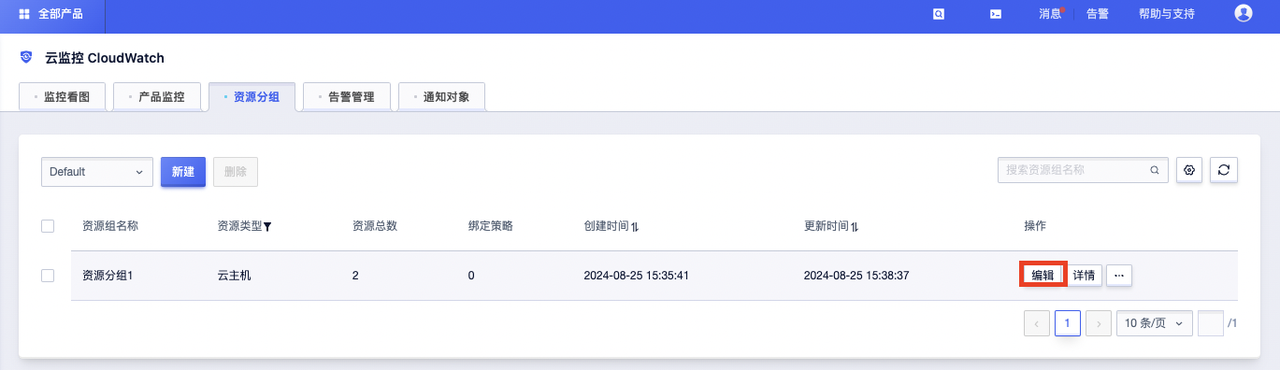 全部产品
消息 告警 帮助与支持
云监控 CloudWatch
监控看图 产品监控 资源分组 告警管理 通知对象
Default 新建 删除 搜索资源组名称
资源组名称 资源类型 资源总数 绑定策略 创建时间 更新时间 操作
资源分组1 云主机 2 0 2024-08-25 15:35:41 2024-08-25 15:38:37 编辑 详情 ···
‹ 1 › 10 条/页 /1